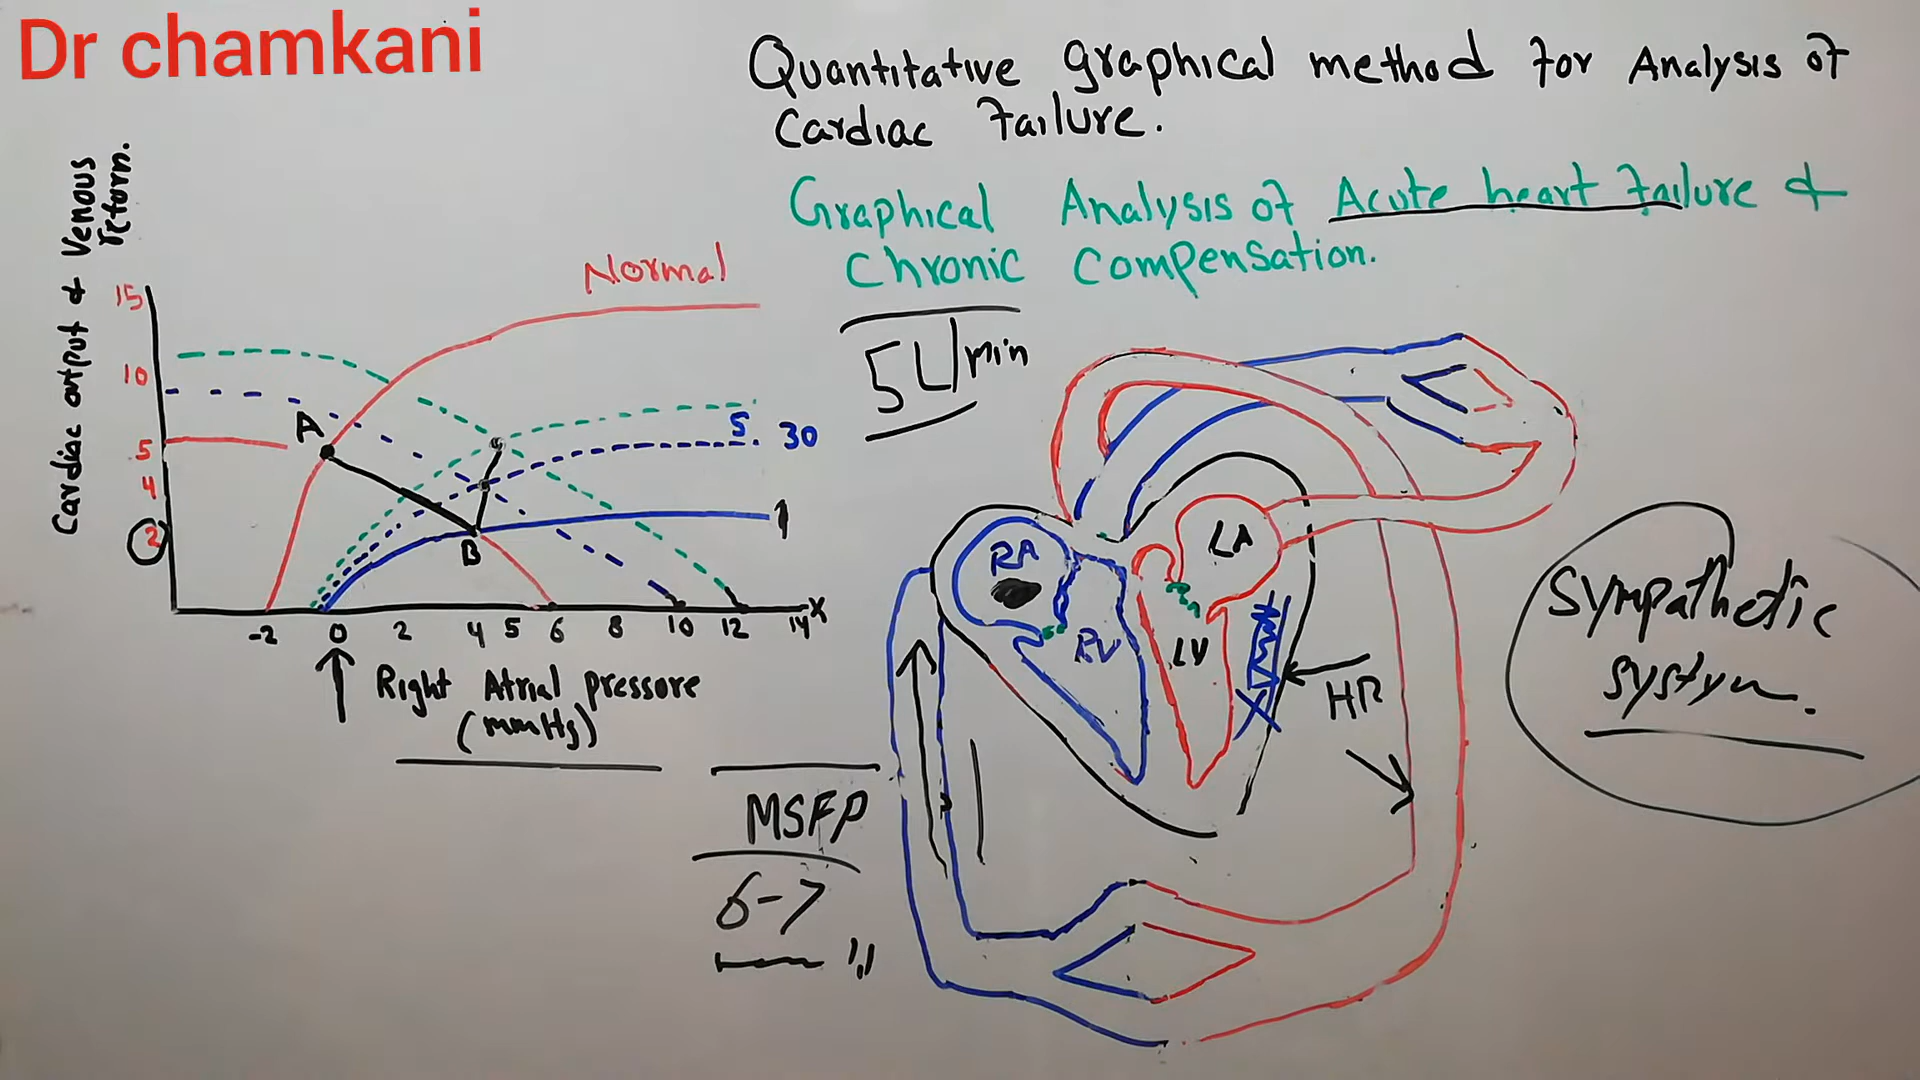 Dr chamkani
Quantitative graphical method for Analysis of
Cardiac Failure.
Graphical Analysis of Acute heart failure &
Chronic Compensation.
Cardiac output & Venous
return.
15
10
5
4
2
Normal
A
B
S
30
1
-2 0 2 4 5 6 8 10 12 14 X
Right Atrial pressore
(mmHg)
5L/min
MSFP
6-7
RA
LA
RV
LV
HR
Sympathetic
system.